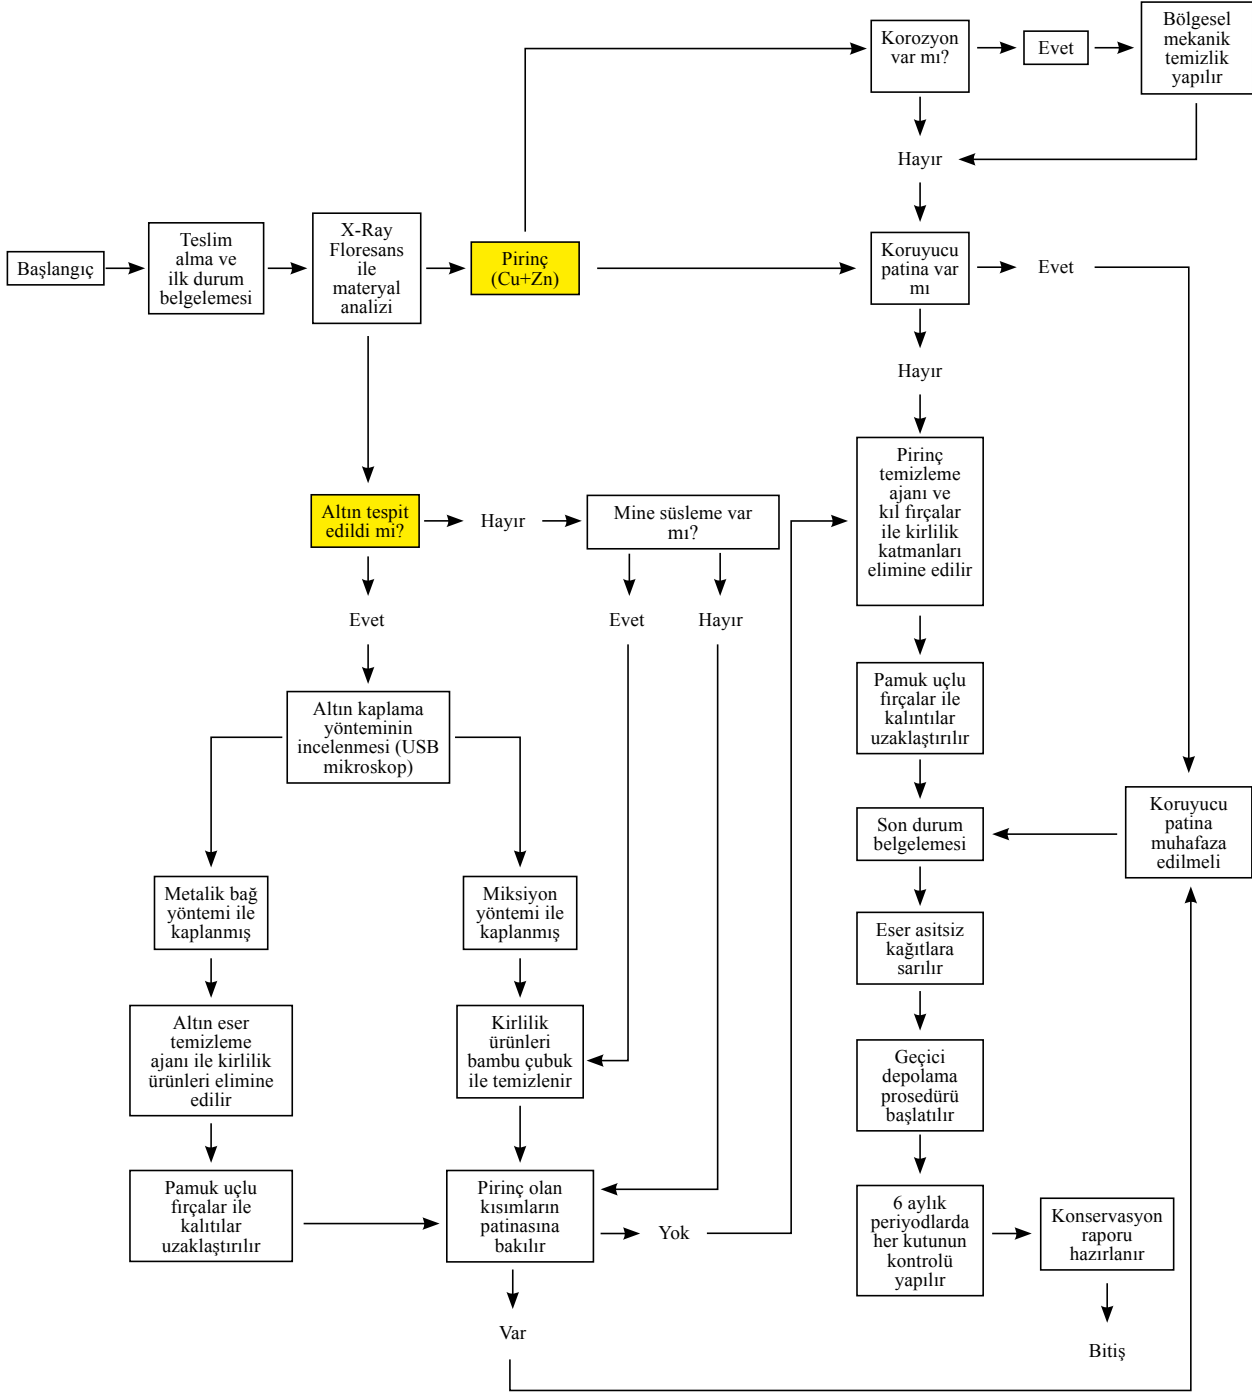 Korozyon
var mı?
Evet
Bölgesel
mekanik
temizlik
yapılır
Hayır
Başlangıç
Teslim
alma ve
ilk durum
belgelemesi
X-Ray
Floresans
ile
materyal
analizi
Pirinç
(Cu+Zn)
Koruyucu
patina var
mı
Evet
Hayır
Altın tespit
edildi mi?
Hayır
Mine süsleme var
mı?
Pirinç
temizleme
ajanı ve
kıl fırçalar
ile kirlilik
katmanları
elimine edilir
Evet
Evet
Hayır
Altın kaplama
yönteminin
incelenmesi (USB
mikroskop)
Pamuk uçlu
fırçalar ile
kalıntılar
uzaklaştırılır
Son durum
belgelemesi
Koruyucu
patina
muhafaza
edilmeli
Metalik bağ
yöntemi ile
kaplanmış
Miksiyon
yöntemi ile
kaplanmış
Eser asitsiz
kağıtlara
sarılır
Altın eser
temizleme
ajanı ile kirlilik
ürünleri elimine
edilir
Kirlilik
ürünleri
bambu çubuk
ile temizlenir
Geçici
depolama
prosedürü
başlatılır
Pamuk uçlu
fırçalar ile
kalıtılar
uzaklaştırılır
Pirinç olan
kısımların
patinasına
bakılır
Yok
6 aylık
periyodlarda
her kutunun
kontrolü
yapılır
Konservasyon
raporu
hazırlanır
Var
Bitiş